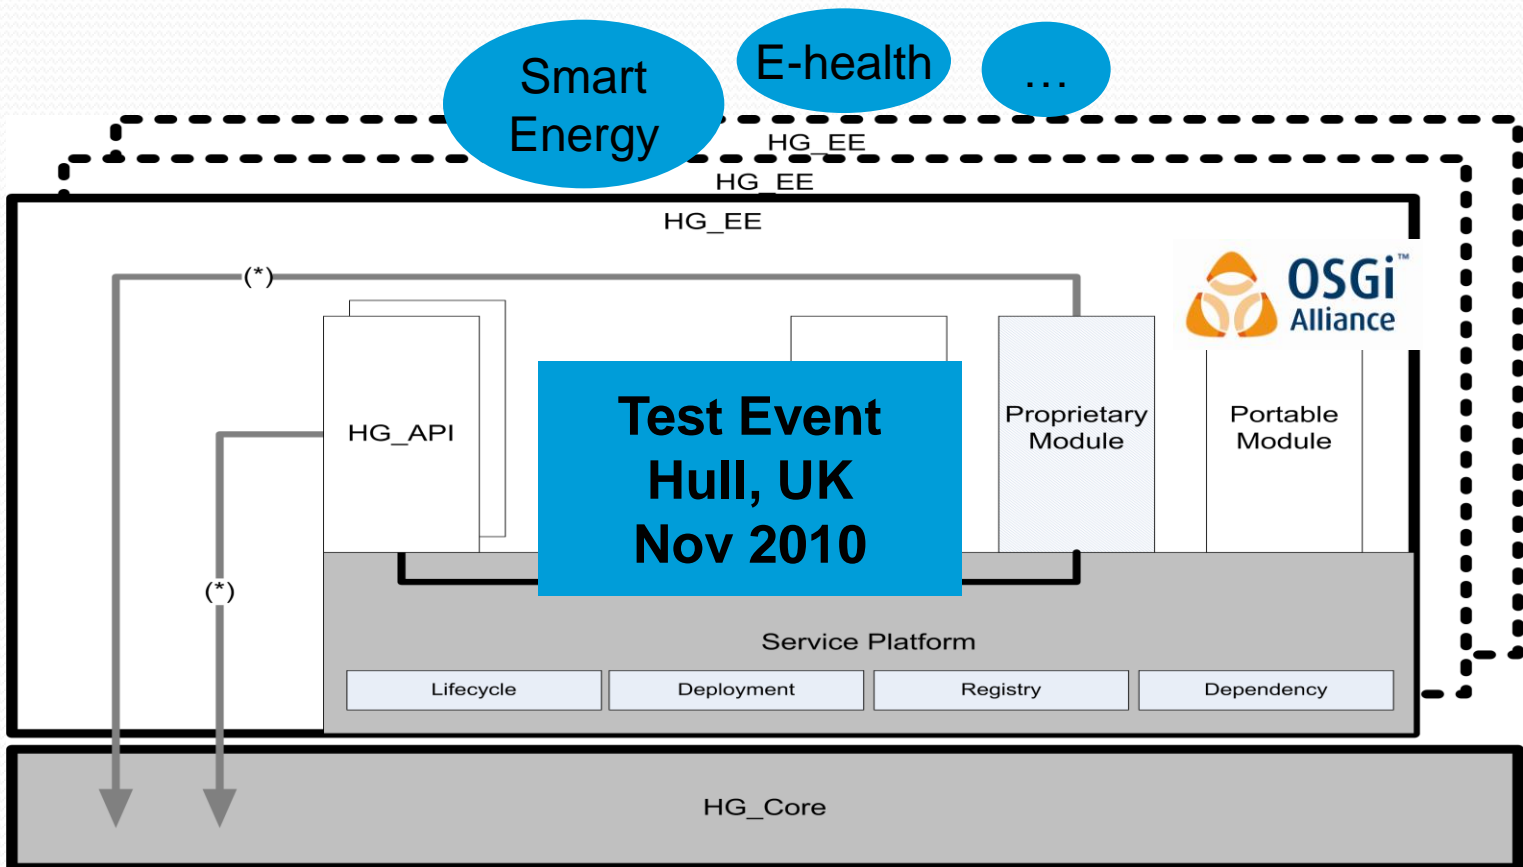 Smart
Energy
E-health
...
HG_EE
HG_EE
HG_EE
(*)
OSGi™
Alliance
HG_API
Test Event
Hull, UK
Nov 2010
Proprietary
Module
Portable
Module
(*)
Service Platform
Lifecycle
Deployment
Registry
Dependency
HG_Core